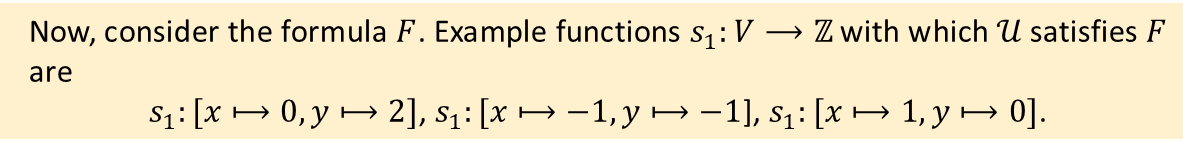 Now, consider the formula 𝐹. Example functions 𝑠₁: 𝑉 ⟶ ℤ with which 𝒰 satisfies 𝐹
are
𝑠₁: [𝑥 ⟼ 0, 𝑦 ⟼ 2], 𝑠₁: [𝑥 ⟼ −1, 𝑦 ⟼ −1], 𝑠₁: [𝑥 ⟼ 1, 𝑦 ⟼ 0].